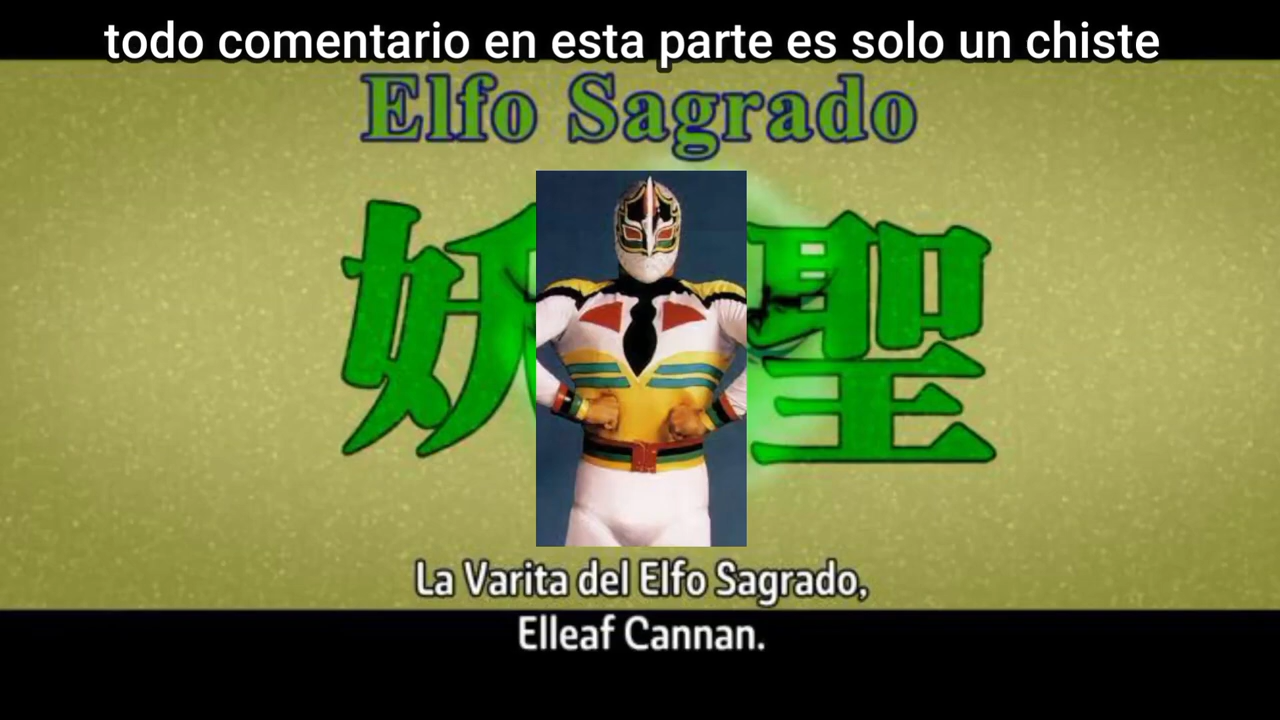 todo comentario en esta parte es solo un chiste
Elfo Sagrado
妖聖
La Varita del Elfo Sagrado,
Elleaf Cannan.